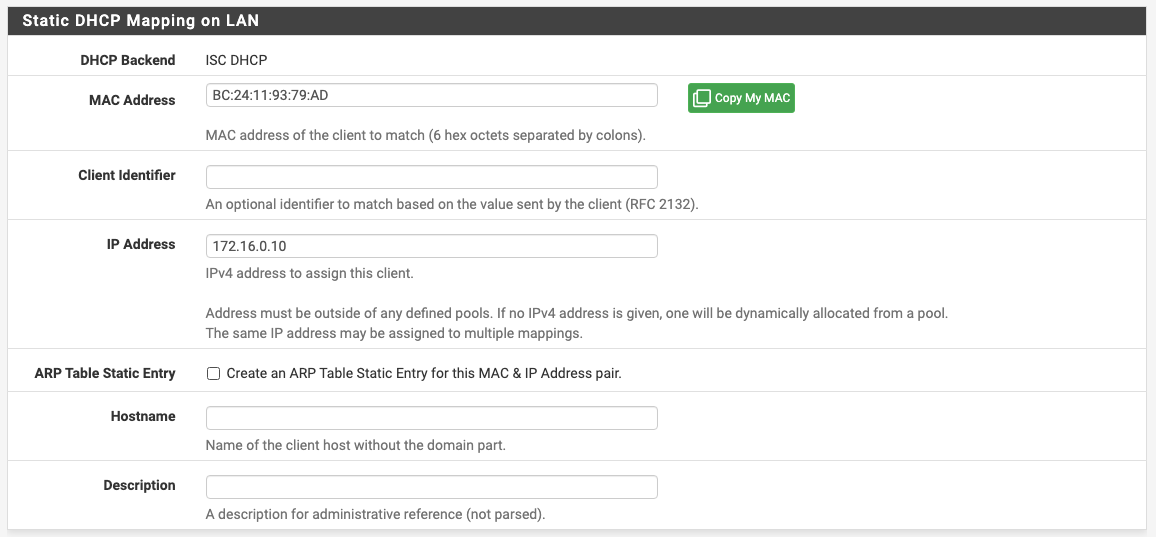 Static DHCP Mapping on LAN
DHCP Backend ISC DHCP
MAC Address BC:24:11:93:79:AD Copy My MAC
MAC address of the client to match (6 hex octets separated by colons).
Client Identifier
An optional identifier to match based on the value sent by the client (RFC 2132).
IP Address 172.16.0.10
IPv4 address to assign this client.
Address must be outside of any defined pools. If no IPv4 address is given, one will be dynamically allocated from a pool.
The same IP address may be assigned to multiple mappings.
ARP Table Static Entry Create an ARP Table Static Entry for this MAC & IP Address pair.
Hostname
Name of the client host without the domain part.
Description
A description for administrative reference (not parsed).